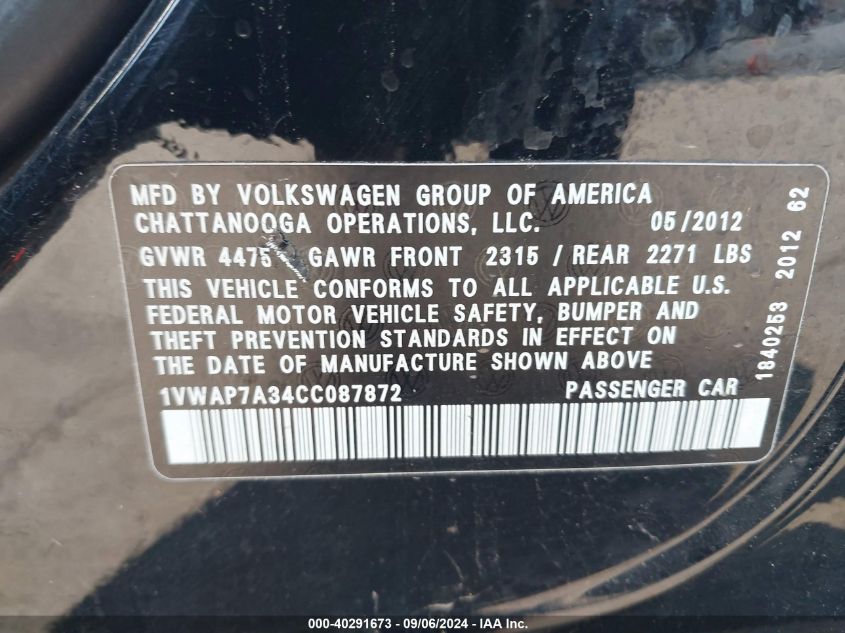 MFD BY VOLKSWAGEN GROUP OF AMERICA
CHATTANOOGA OPERATIONS, LLC. 05/2012
GVWR 4475 GAWR FRONT 2315 / REAR 2271 LBS
THIS VEHICLE CONFORMS TO ALL APPLICABLE U.S.
FEDERAL MOTOR VEHICLE SAFETY, BUMPER AND
THEFT PREVENTION STANDARDS IN EFFECT ON
THE DATE OF MANUFACTURE SHOWN ABOVE
1VWAP7A34CC087872 PASSENGER CAR
1840253 2012 62
000-40291673 - 09/06/2024 - IAA